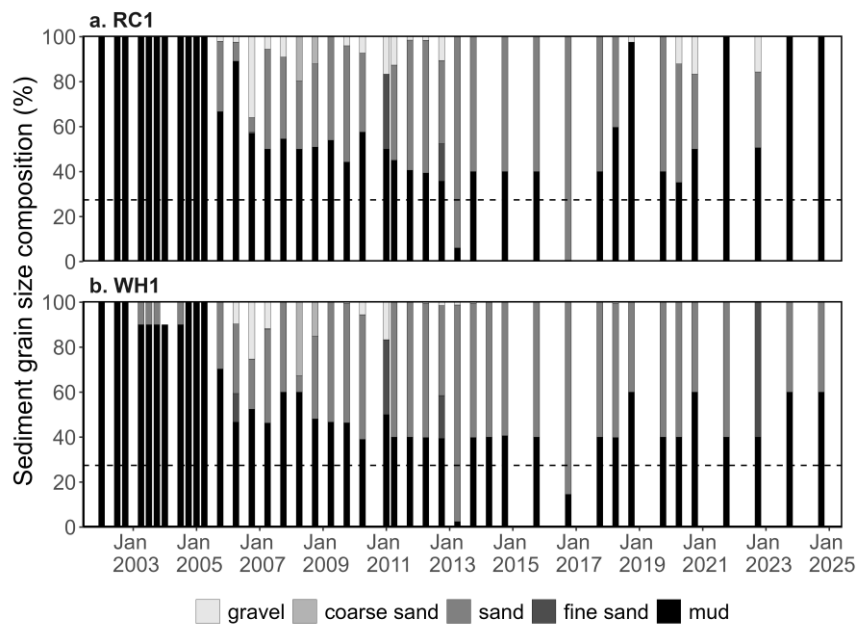 a. RC1
100
80
60
40
20
0
b. WH1
100
80
60
40
20
0
Sediment grain size composition (%)
Jan Jan Jan Jan Jan Jan Jan Jan Jan Jan Jan Jan
2003 2005 2007 2009 2011 2013 2015 2017 2019 2021 2023 2025
gravel coarse sand sand fine sand mud